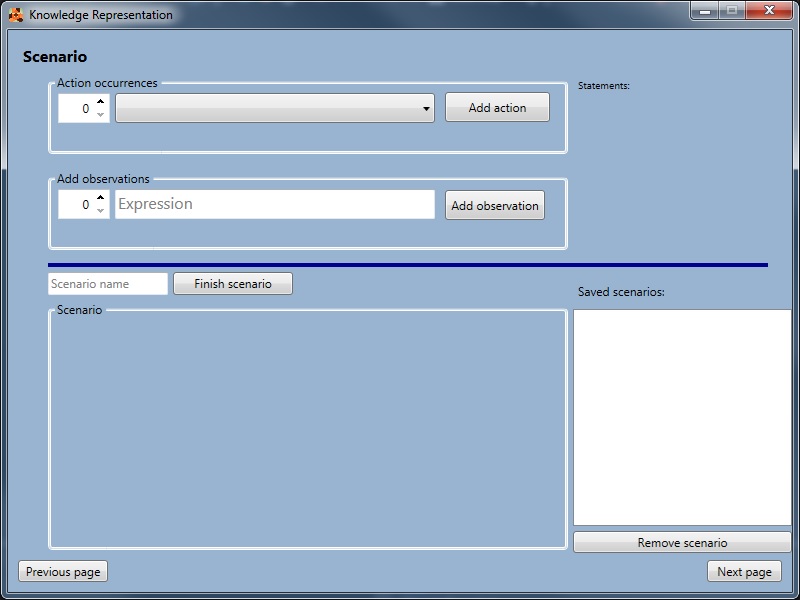 Knowledge Representation
Scenario
Action occurrences
Statements:
0
Add action
Add observations
0
Expression
Add observation
Scenario name
Finish scenario
Saved scenarios:
Scenario
Remove scenario
Previous page
Next page